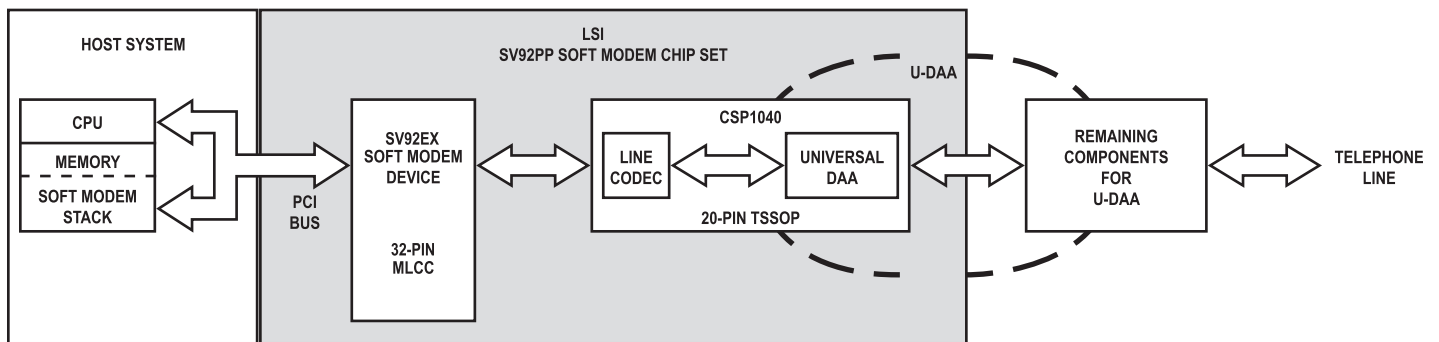 HOST SYSTEM
CPU
MEMORY
SOFT MODEM
STACK
PCI
BUS
LSI
SV92PP SOFT MODEM CHIP SET
SV92EX
SOFT MODEM
DEVICE
32-PIN
MLCC
U-DAA
CSP1040
LINE
CODEC
UNIVERSAL
DAA
20-PIN TSSOP
REMAINING
COMPONENTS
FOR
U-DAA
TELEPHONE
LINE